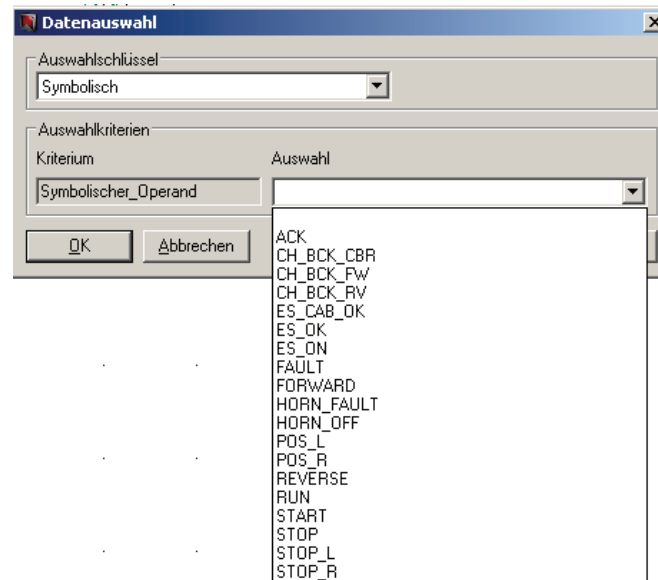 Datenauswahl
Auswahlschlüssel
Symbolisch
Auswahlkriterien
Kriterium Auswahl
Symbolischer_Operand
OK Abbrechen
ACK
CH_BCK_CBR
CH_BCK_FW
CH_BCK_RV
ES_CAB_OK
ES_OK
ES_ON
FAULT
FORWARD
HORN_FAULT
HORN_OFF
POS_L
POS_R
REVERSE
RUN
START
STOP
STOP_L
STOP_R